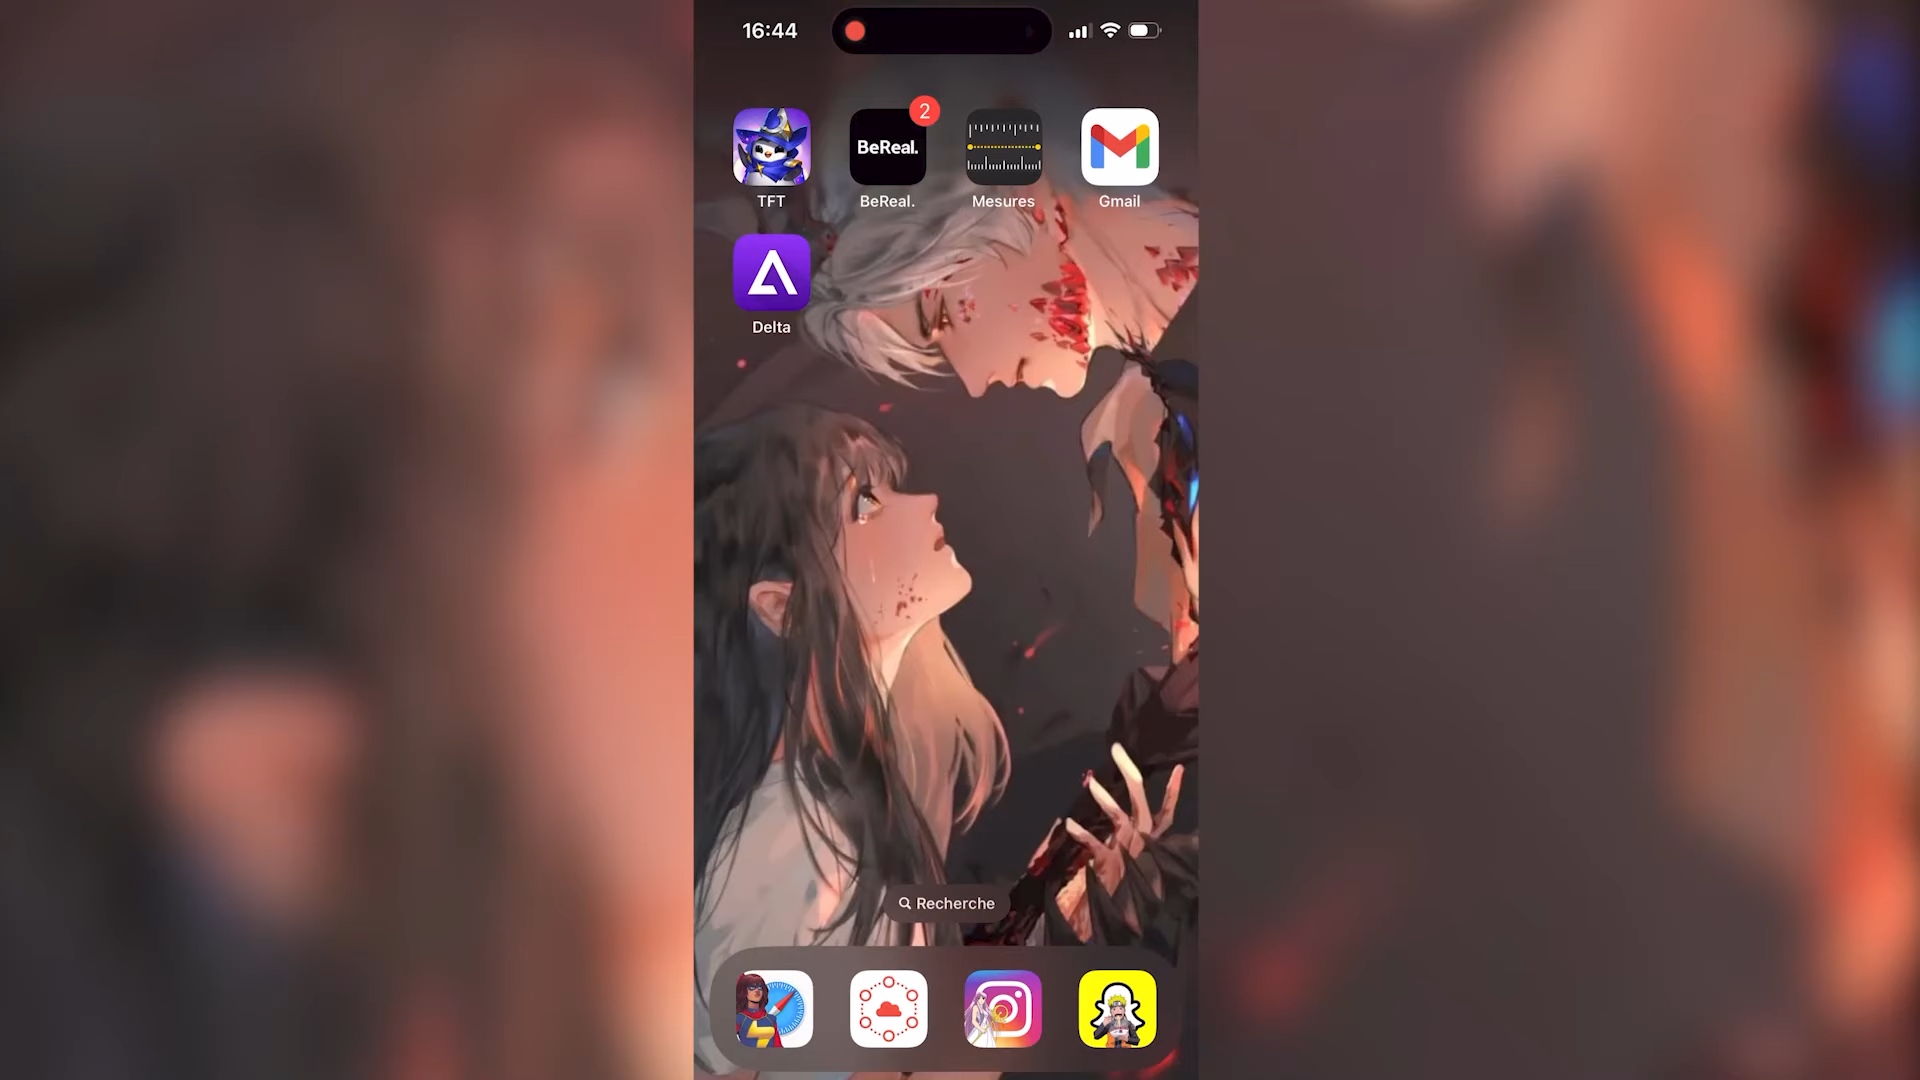 16:44
2
BeReal.
TFT
BeReal.
Mesures
Gmail
Delta
Recherche